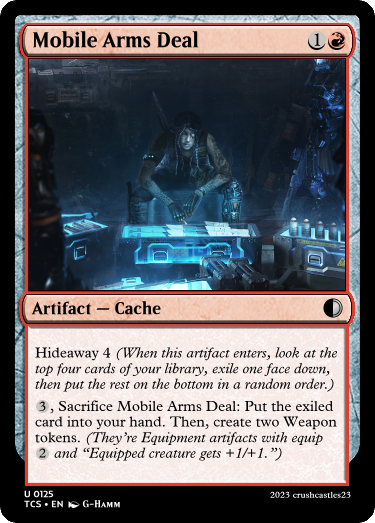 Mobile Arms Deal 1
Artifact — Cache
Hideaway 4 (When this artifact enters, look at the
top four cards of your library, exile one face down,
then put the rest on the bottom in a random order.)
3, Sacrifice Mobile Arms Deal: Put the exiled
card into your hand. Then, create two Weapon
tokens. (They're Equipment artifacts with equip
2 and “Equipped creature gets +1/+1.”)
U 0125
TCS • EN G-Hamm
2023 crushcastles23